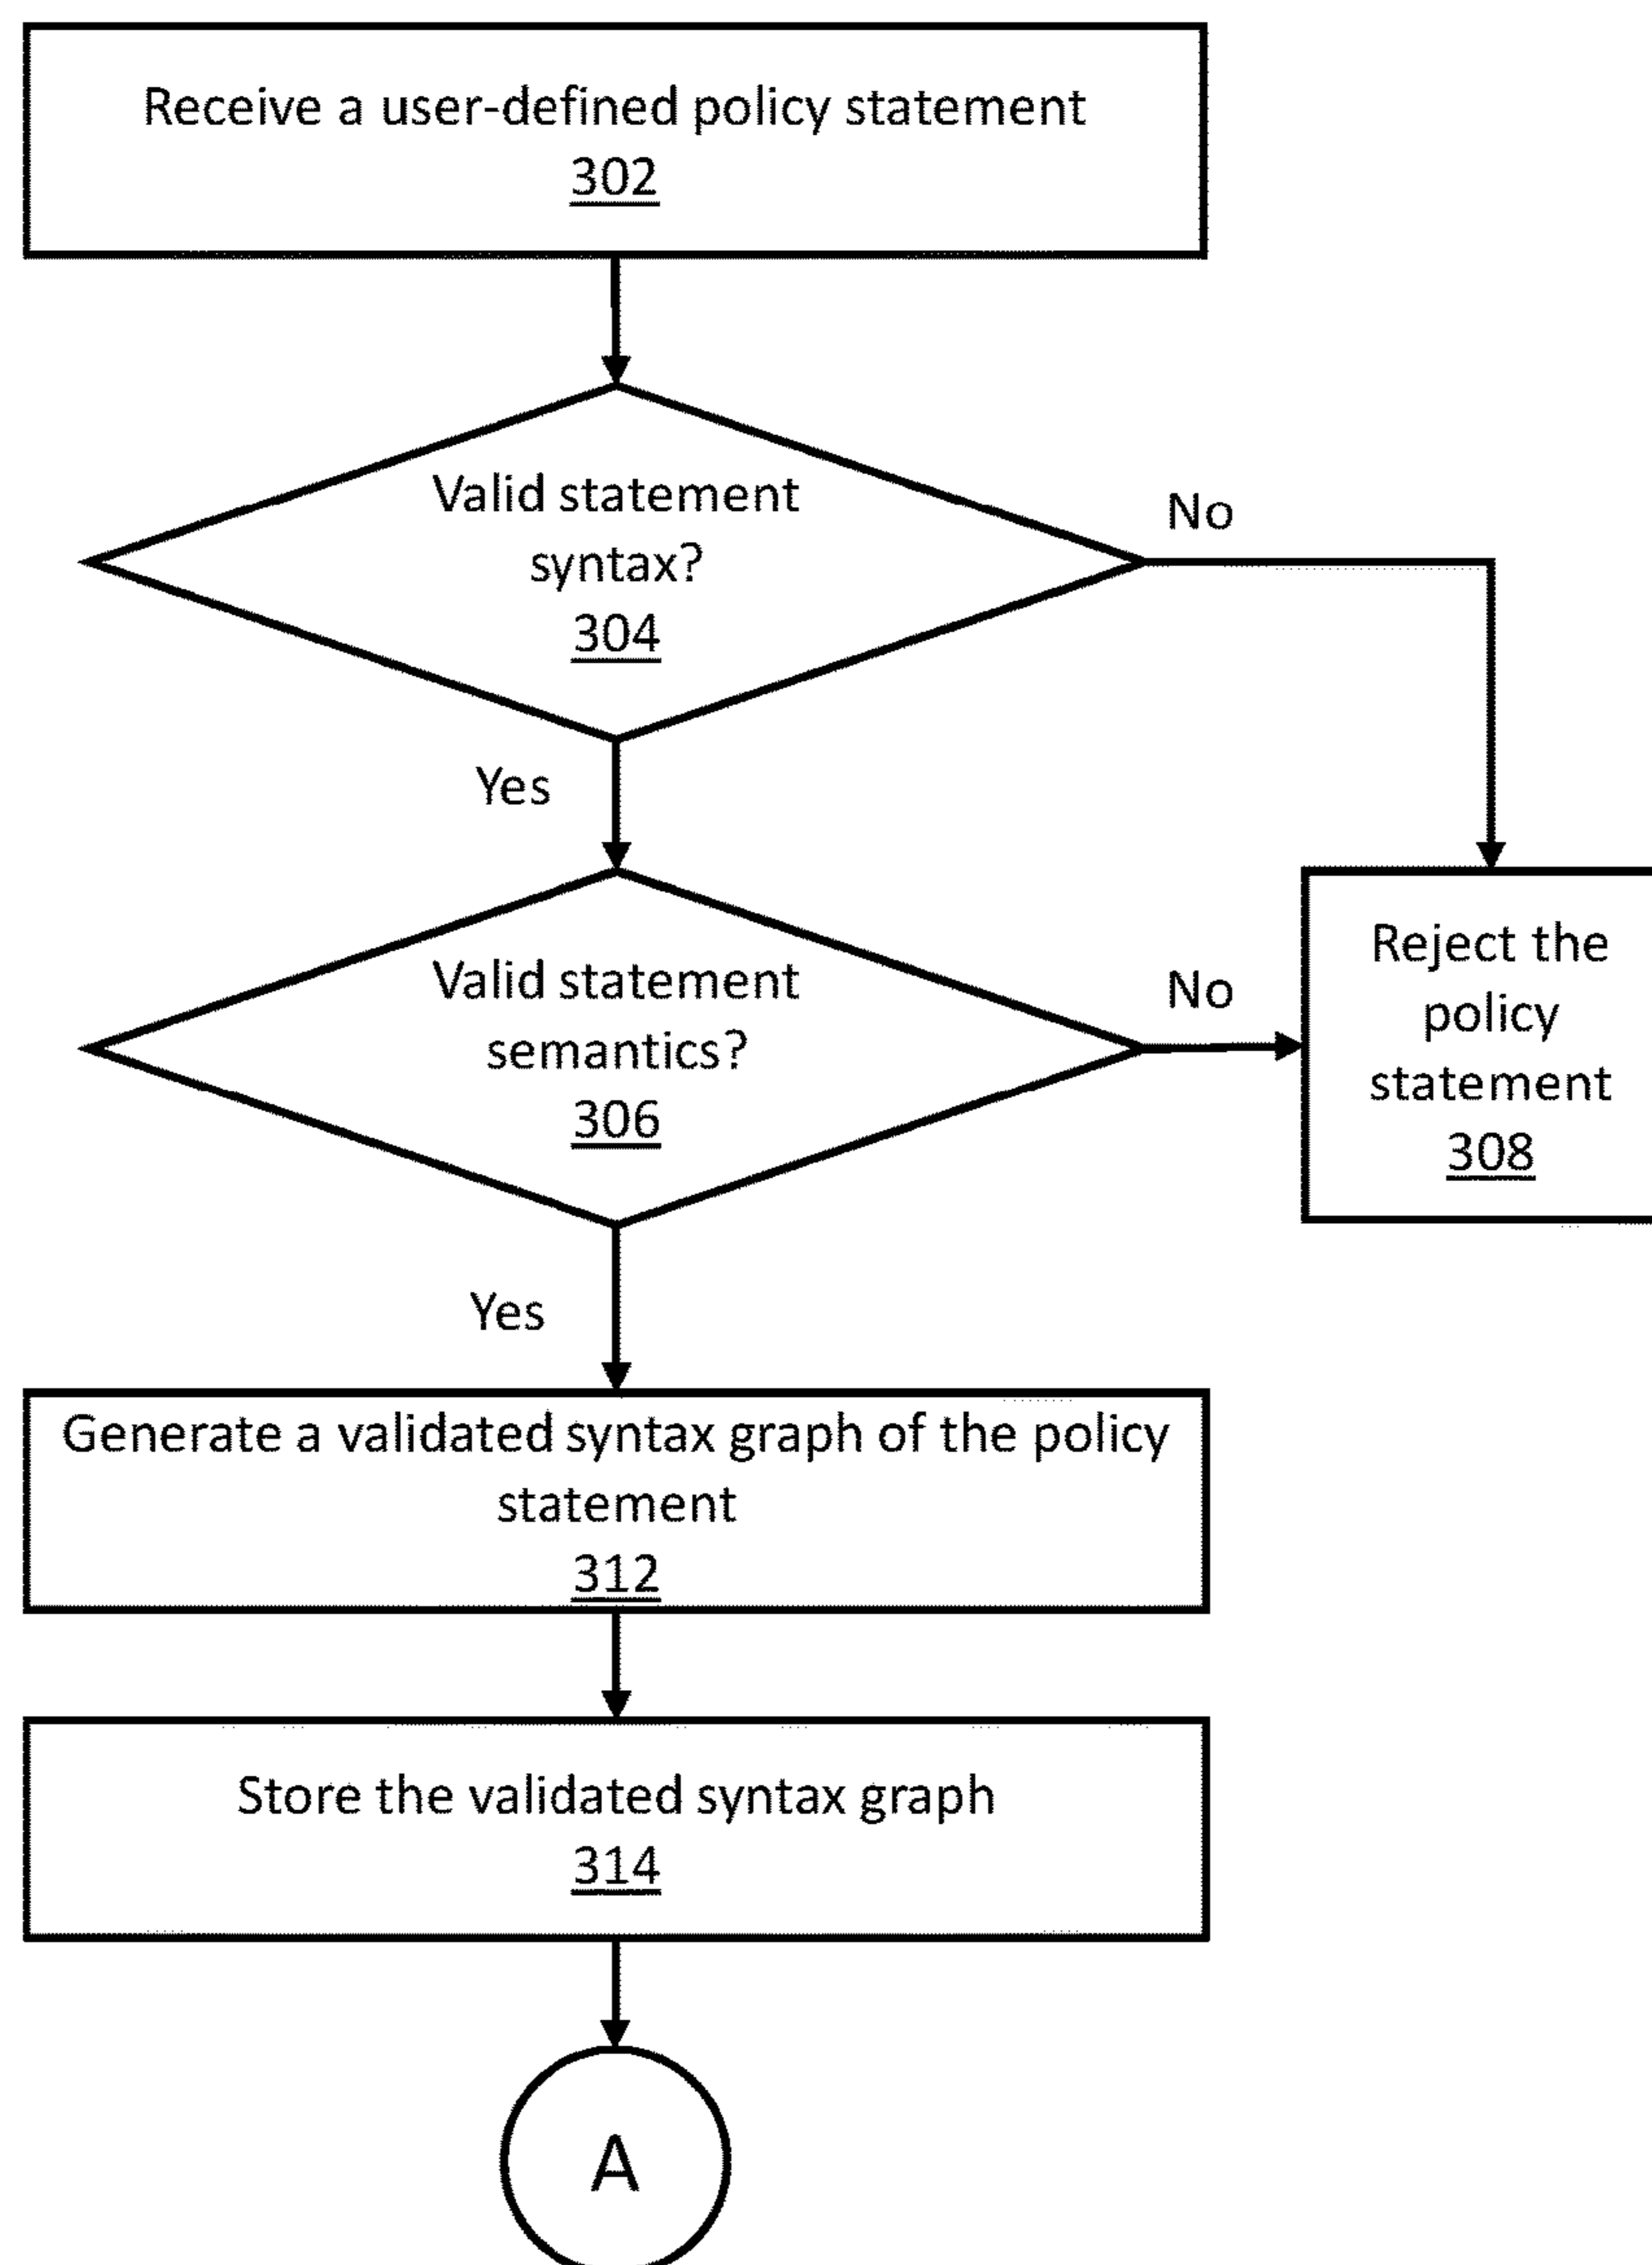 Receive a user-defined policy statement
302
Valid statement
syntax?
304
No
Yes
Valid statement
semantics?
306
No
Reject the
policy
statement
308
Yes
Generate a validated syntax graph of the policy
statement
312
Store the validated syntax graph
314
A